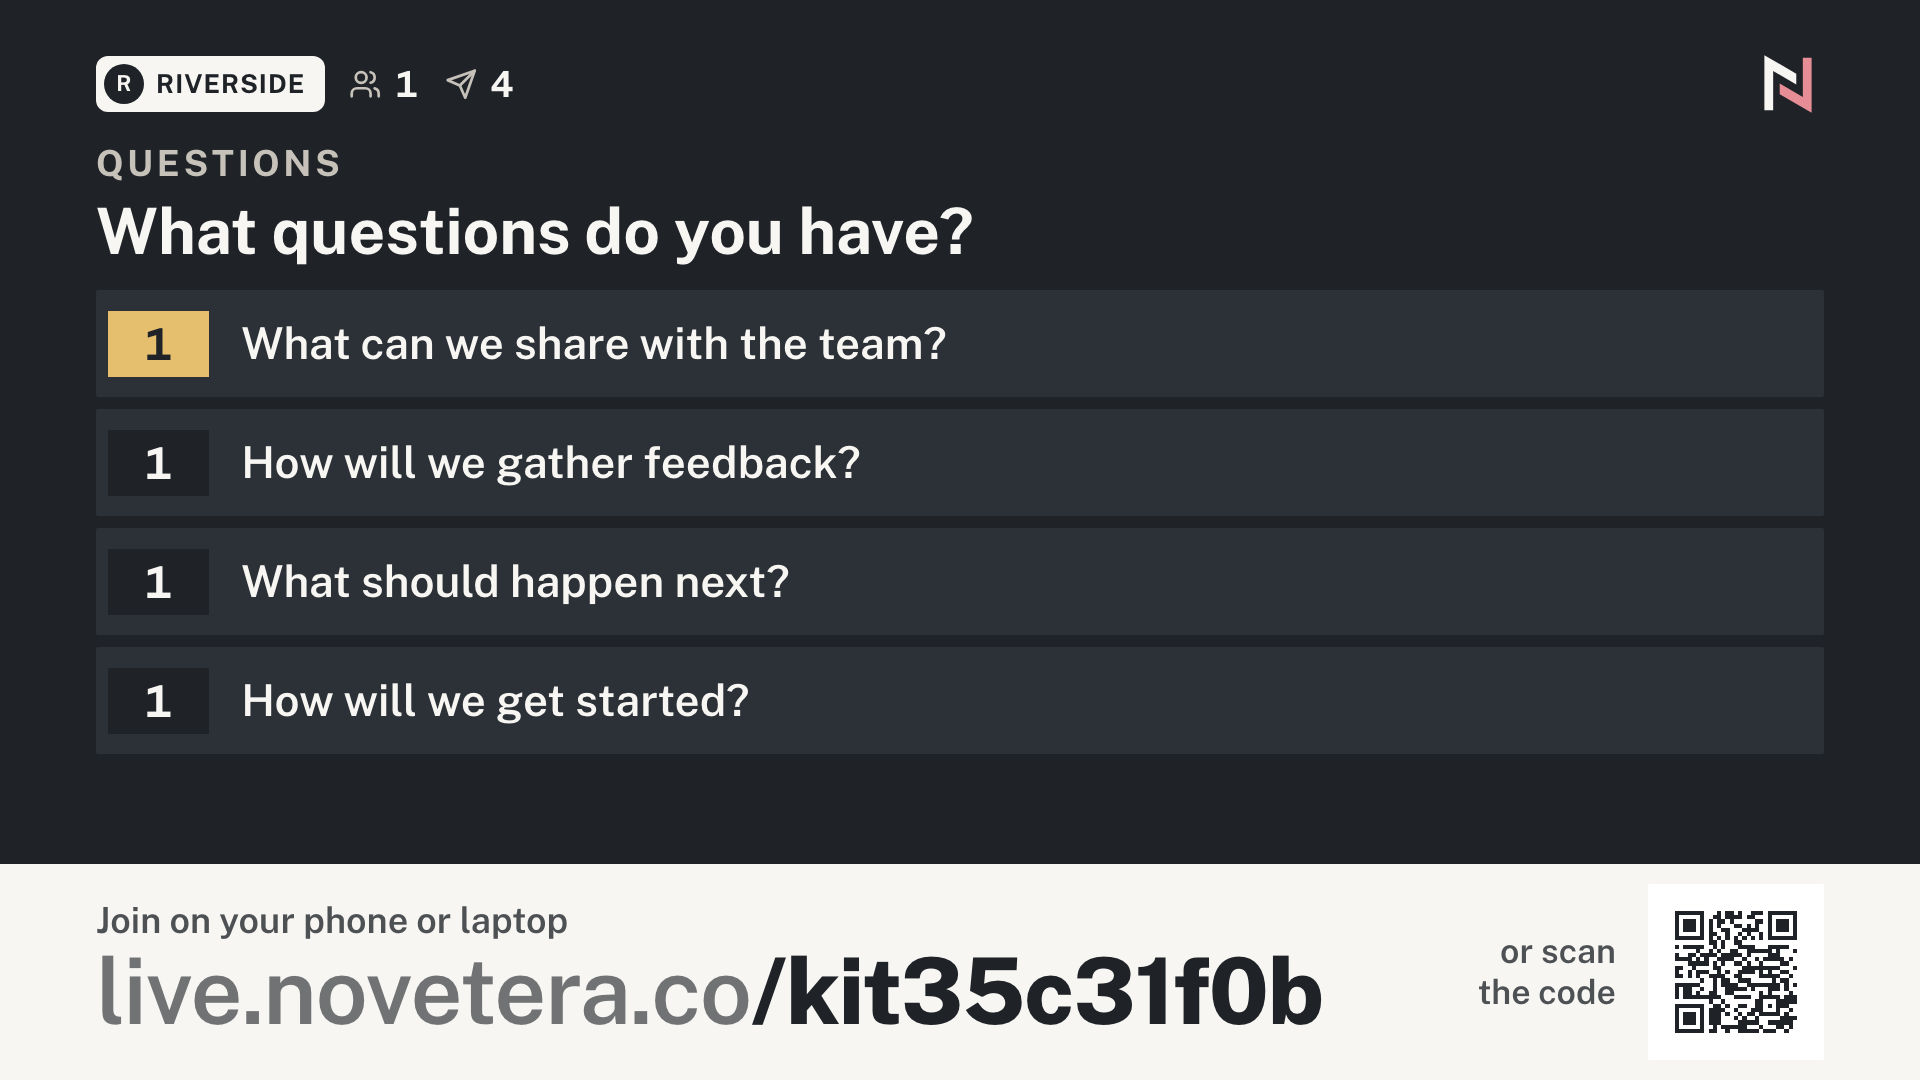 R RIVERSIDE 1 4
QUESTIONS
What questions do you have?
1 What can we share with the team?
1 How will we gather feedback?
1 What should happen next?
1 How will we get started?
Join on your phone or laptop
live.novetera.co/kit35c31f0b
or scan
the code